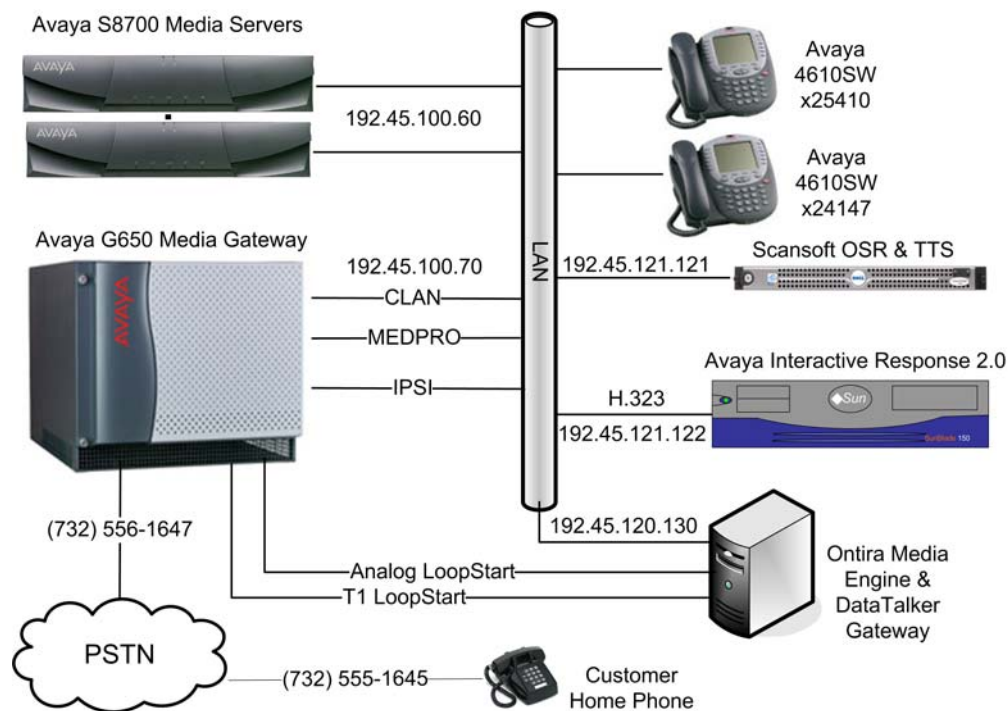 Avaya S8700 Media Servers
AVAYA
AVAYA
192.45.100.60
Avaya
4610SW
x25410
Avaya
4610SW
x24147
Avaya G650 Media Gateway
AVAYA
192.45.100.70
CLAN
MEDPRO
IPSI
LAN
192.45.121.121
Scansoft OSR & TTS
Avaya Interactive Response 2.0
H.323
192.45.121.122
Sun
SunBlade 150
192.45.120.130
Ontira Media
Engine &
DataTalker
Gateway
(732) 556-1647
Analog LoopStart
T1 LoopStart
PSTN
(732) 555-1645
Customer
Home Phone